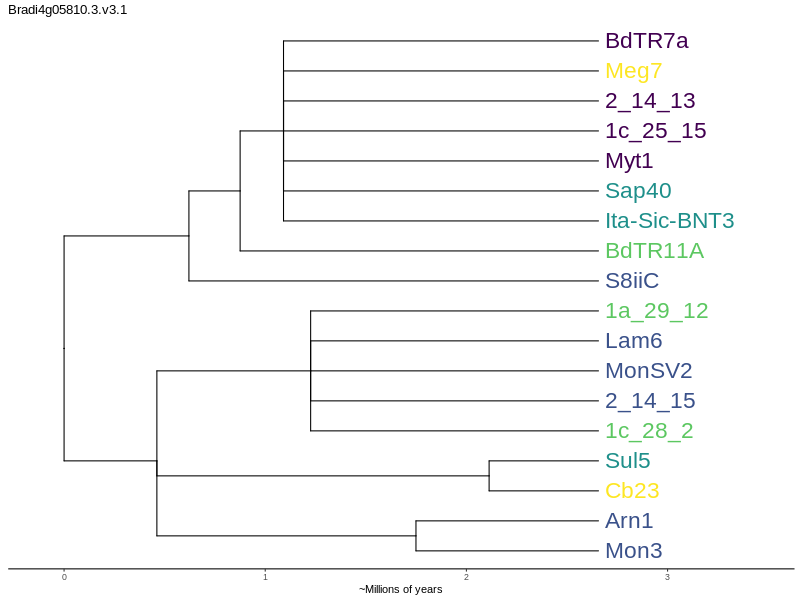 Bradi4g05810.3.v3.1
BdTR7a
Meg7
2_14_13
1c_25_15
Myt1
Sap40
Ita-Sic-BNT3
BdTR11A
S8iiC
1a_29_12
Lam6
MonSV2
2_14_15
1c_28_2
Sul5
Cb23
Arn1
Mon3
0 1 2 3
~Millions of years